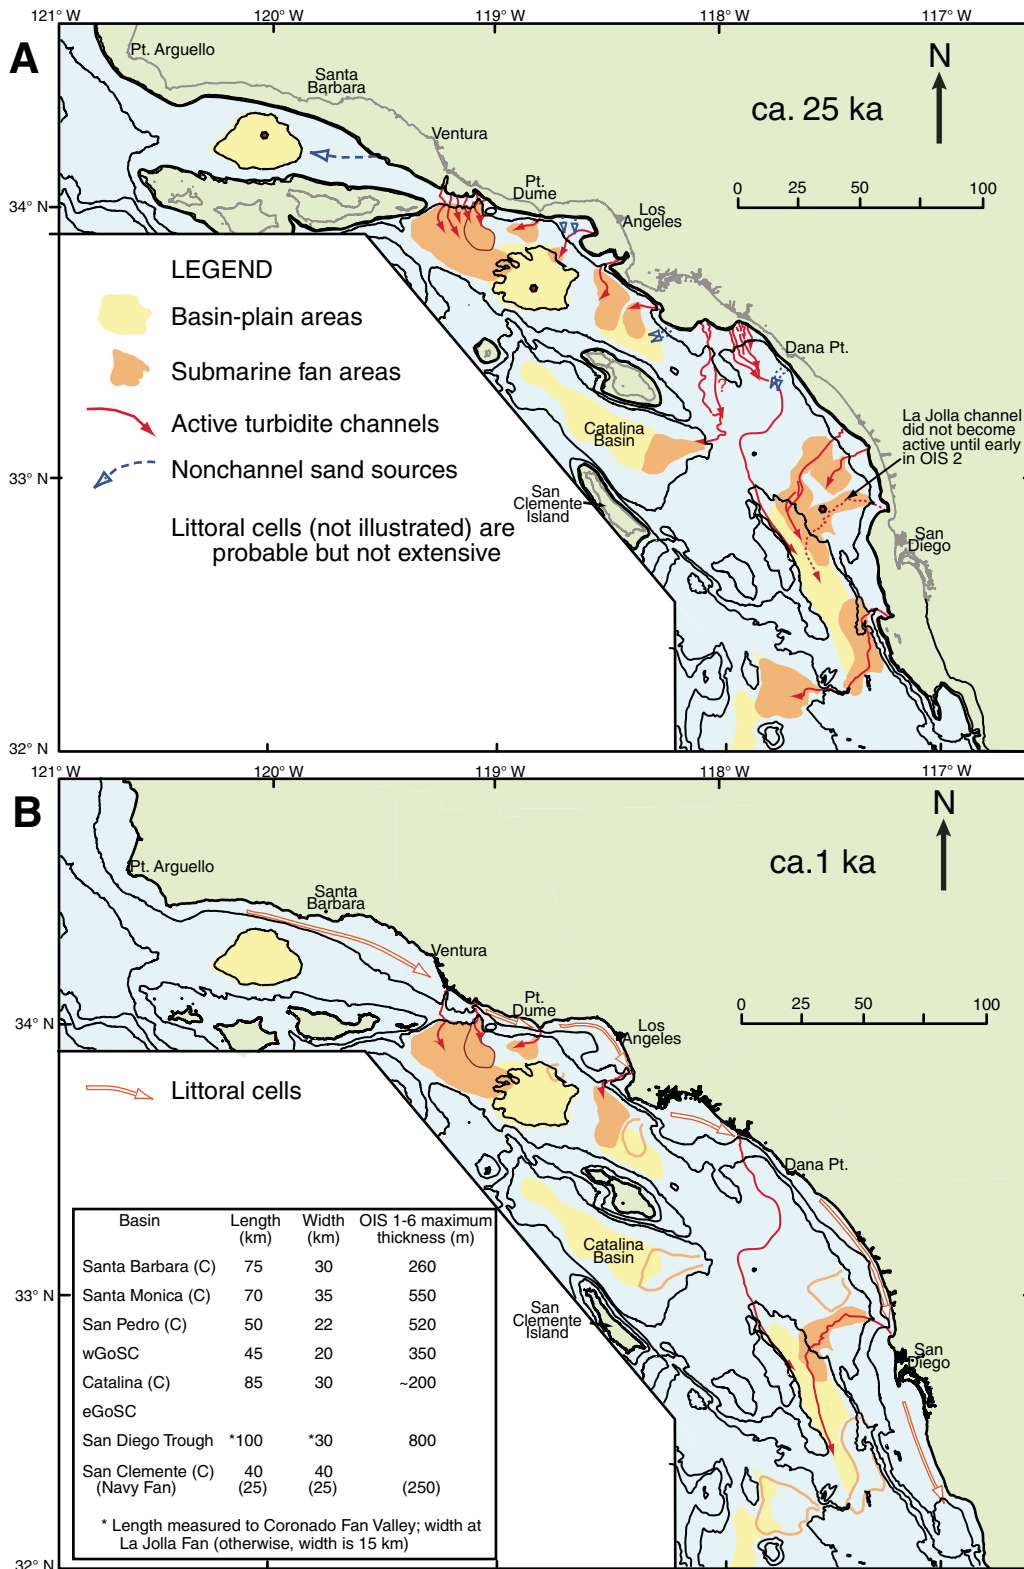 121° W 120° W 119° W 118° W 117° W
A
Pt. Arguello
Santa
Barbara
Ventura
Pt.
Dume
Los
Angeles
N
ca. 25 ka
0 25 50 100
34° N
LEGEND
Basin-plain areas
Submarine fan areas
Active turbidite channels
Nonchannel sand sources
Littoral cells (not illustrated) are
probable but not extensive
Dana Pt.
?
La Jolla channel
did not become
active until early
in OIS 2
Catalina
Basin
33° N
San
Clemente
Island
San
Diego
32° N
121° W 120° W 119° W 118° W 117° W
B
N
ca.1 ka
Pt. Arguello
Santa
Barbara
Ventura
Pt.
Dume
Los
Angeles
0 25 50 100
34° N
Littoral cells
Dana Pt.
Catalina
Basin
33° N
San
Clemente
Island
San
Diego
Basin Length Width OIS 1-6 maximum
(km) (km) thickness (m)
Santa Barbara (C) 75 30 260
Santa Monica (C) 70 35 550
San Pedro (C) 50 22 520
wGoSC 45 20 350
Catalina (C) 85 30 ~200
eGoSC
San Diego Trough *100 *30 800
San Clemente (C) 40 40
(Navy Fan) (25) (25) (250)
* Length measured to Coronado Fan Valley; width at
La Jolla Fan (otherwise, width is 15 km)
32° N